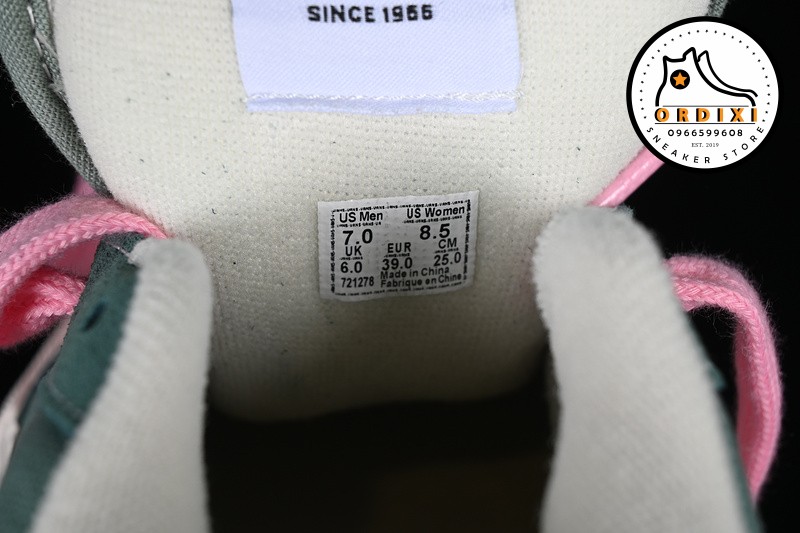 SINCE 1966
ORDIXI
0966599608
EST. 2019
SNEAKER STORE
US Men US Women
7.0 8.5
UK EUR CM
6.0 39.0 25.0
721278 Made in China
Fabrique en Chine